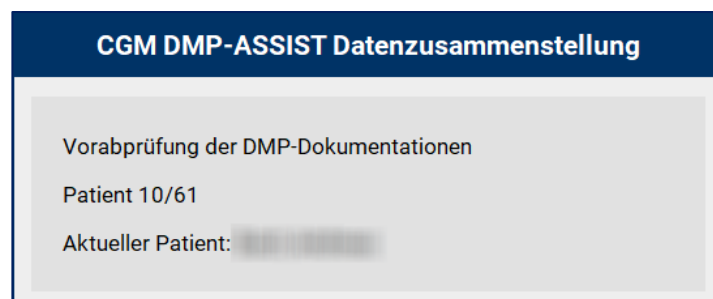 CGM DMP-ASSIST Datenzusammenstellung
Vorabprüfung der DMP-Dokumentationen
Patient 10/61
Aktueller Patient: